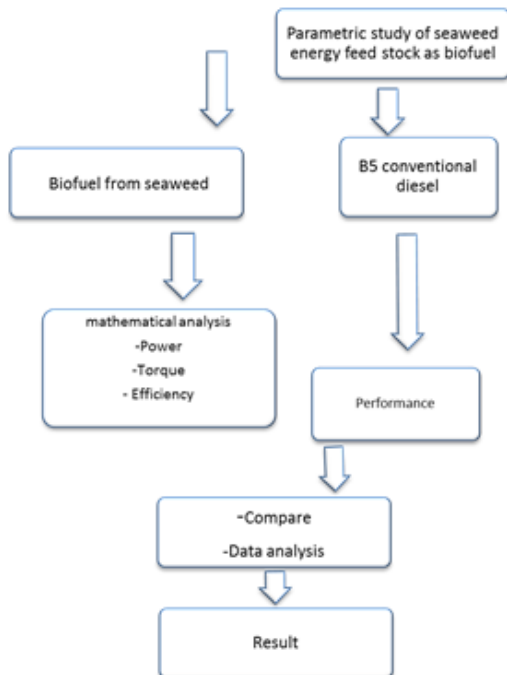 Parametric study of seaweed
energy feed stock as biofuel
Biofuel from seaweed
B5 conventional
diesel
mathematical analysis
-Power
-Torque
- Efficiency
Performance
-Compare
-Data analysis
Result